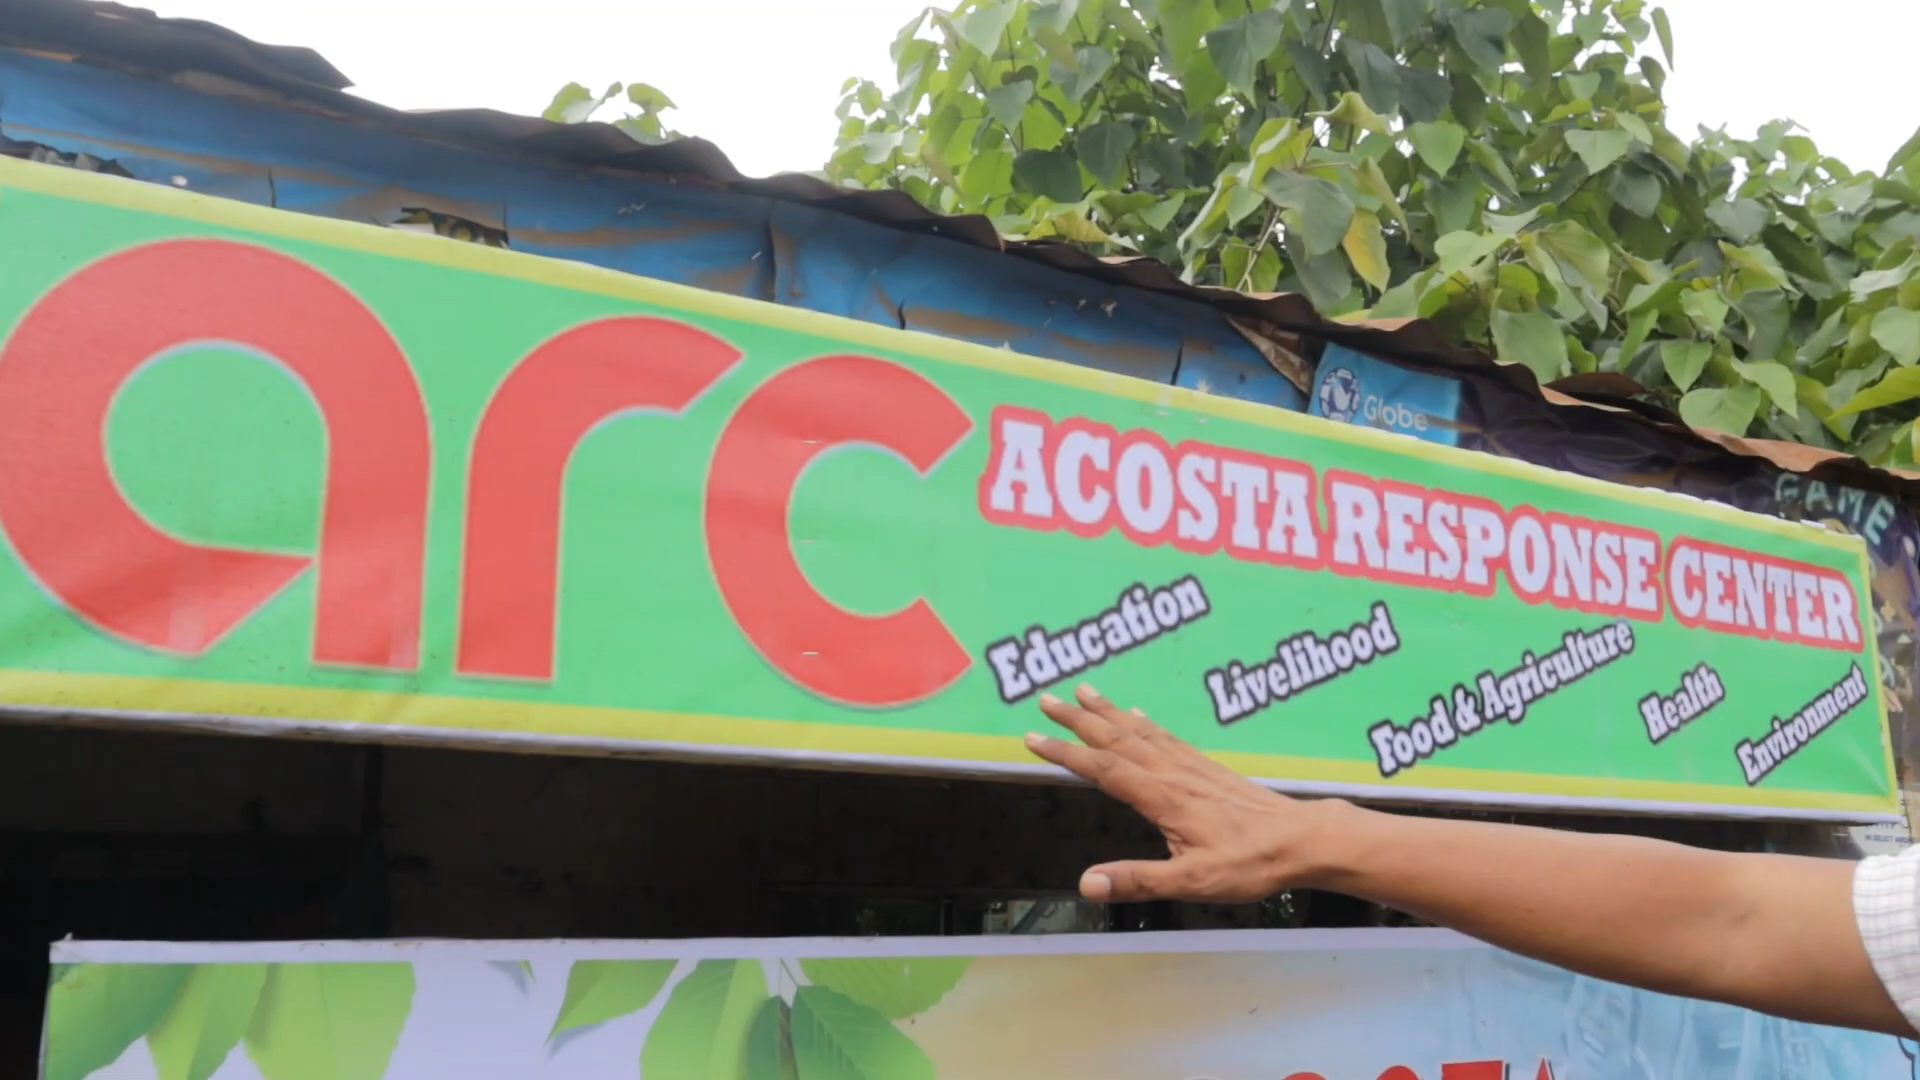 Globe
GAME
arc
ACOSTA RESPONSE CENTER
Education
Livelihood
Food & Agriculture
Health
Environment